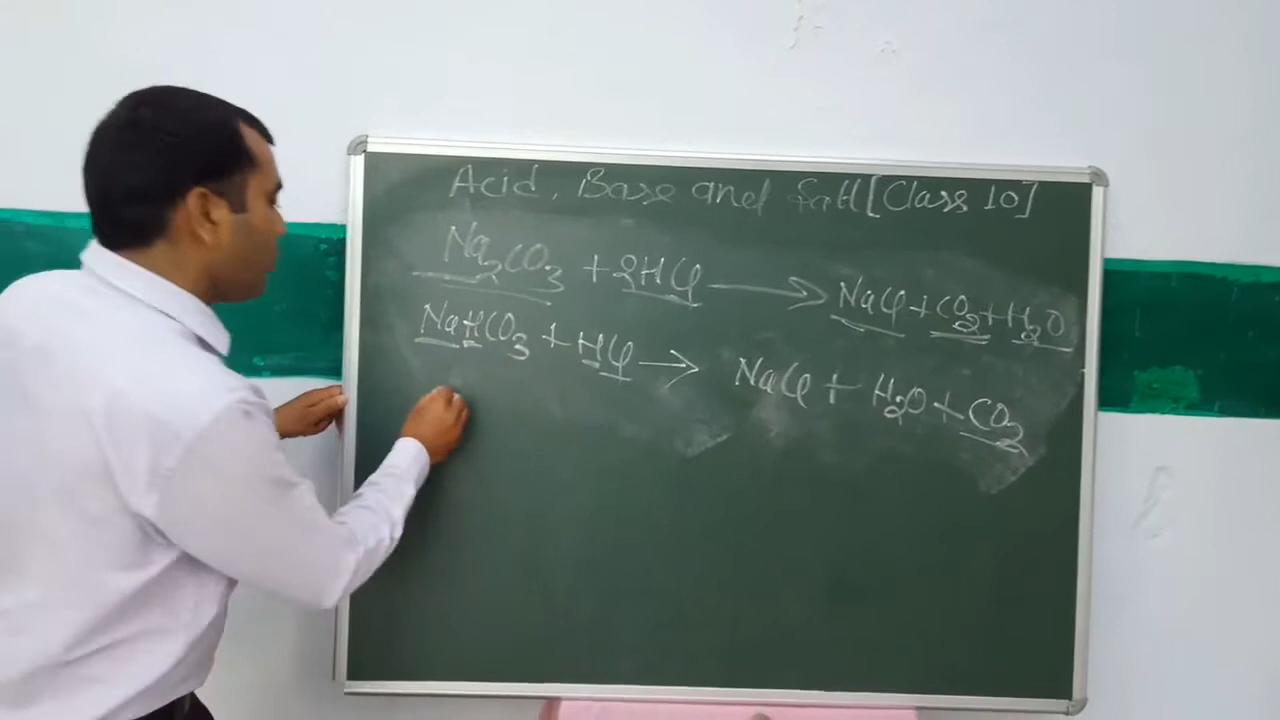 Acid, Base and Salt [Class 10]
Na₂CO₃ + 2HCl ⟶ NaCl + CO₂ + H₂O
NaHCO₃ + HCl → NaCl + H₂O + CO₂